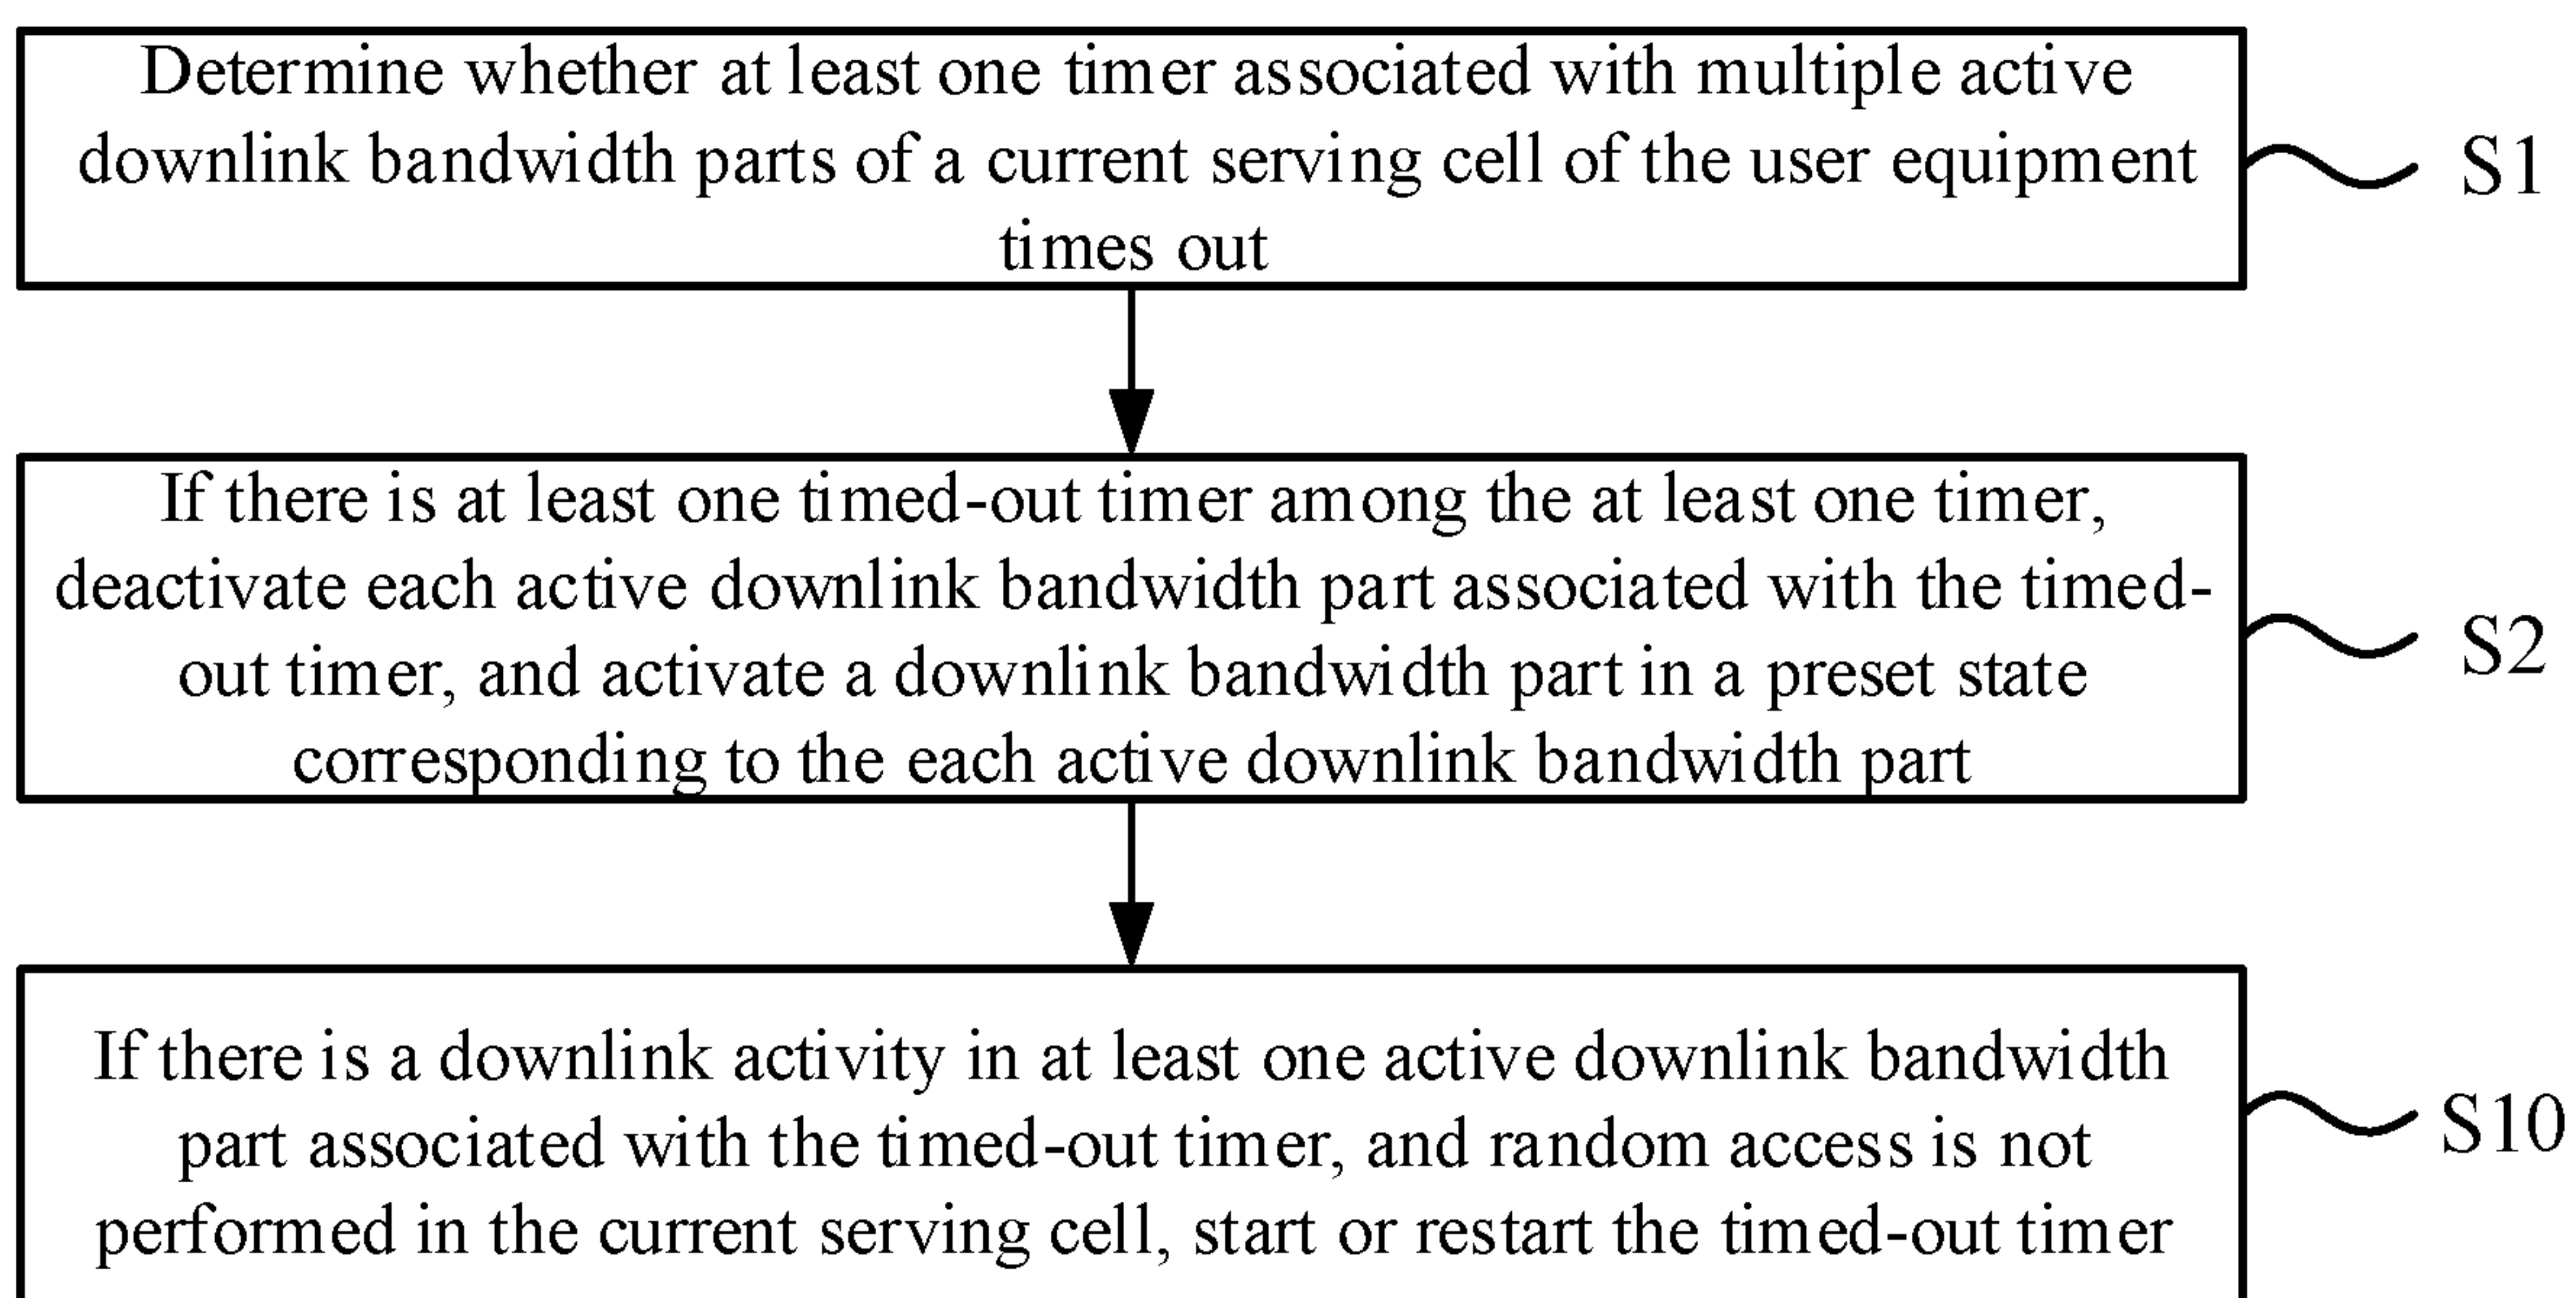 Determine whether at least one timer associated with multiple active
downlink bandwidth parts of a current serving cell of the user equipment
times out
S1
If there is at least one timed-out timer among the at least one timer,
deactivate each active downlink bandwidth part associated with the timed-
out timer, and activate a downlink bandwidth part in a preset state
corresponding to the each active downlink bandwidth part
S2
If there is a downlink activity in at least one active downlink bandwidth
part associated with the timed-out timer, and random access is not
performed in the current serving cell, start or restart the timed-out timer
S10